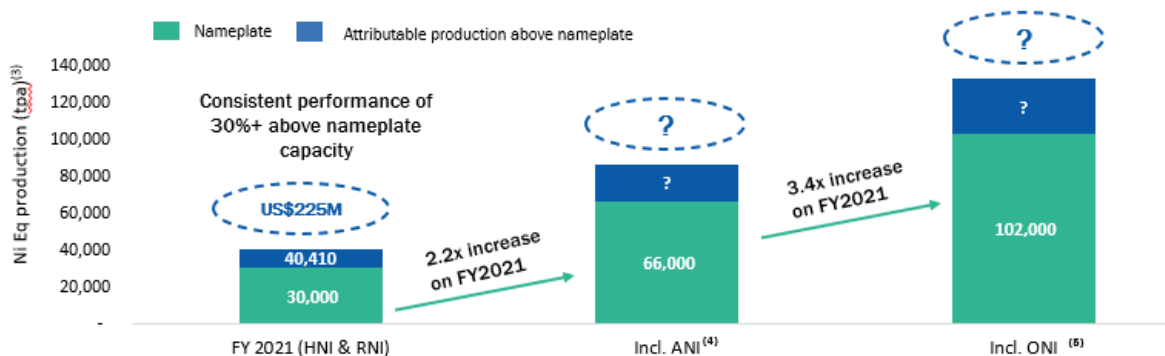 Nameplate
Attributable production above nameplate
Ni Eq production (tpa)(3)
140,000
120,000
100,000
80,000
60,000
40,000
20,000
-
Consistent performance of
30%+ above nameplate
capacity
US$225M
40,410
30,000
2.2x increase
on FY2021
?
?
66,000
3.4x increase
on FY2021
?
?
102,000
FY 2021 (HNI & RNI)
Incl. ANI(4)
Incl. ONI (5)